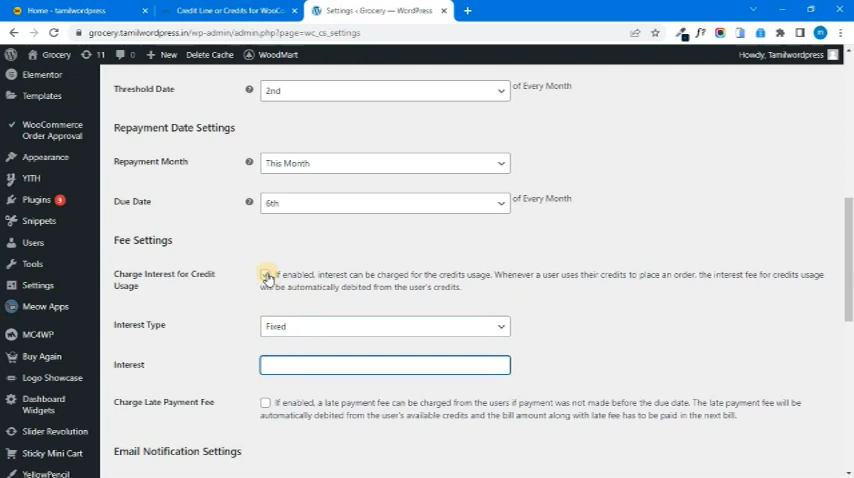 Home - tamilwordpress
Credit Line or Credits for WooCo
Settings ‹ Grocery — WordPress
grocery.tamilwordpress.in/wp-admin/admin.php?page=wc_cs_settings
Grocery 11 0 New Delete Cache WoodMart Howdy, Tamilwordpress
Elementor
Templates
WooCommerce
Order Approval
Appearance
YITH
Plugins 3
Snippets
Users
Tools
Settings
Meow Apps
MC4WP
Buy Again
Logo Showcase
Dashboard
Widgets
Slider Revolution
Sticky Mini Cart
YellowPencil
Threshold Date 2nd of Every Month
Repayment Date Settings
Repayment Month This Month
Due Date 6th of Every Month
Fee Settings
Charge Interest for Credit
Usage
If enabled, interest can be charged for the credits usage. Whenever a user uses their credits to place an order, the interest fee for credits usage
will be automatically debited from the user's credits.
Interest Type Fixed
Interest
Charge Late Payment Fee If enabled, a late payment fee can be charged from the users if payment was not made before the due date. The late payment fee will be
automatically debited from the user's available credits and the bill amount along with late fee has to be paid in the next bill.
Email Notification Settings